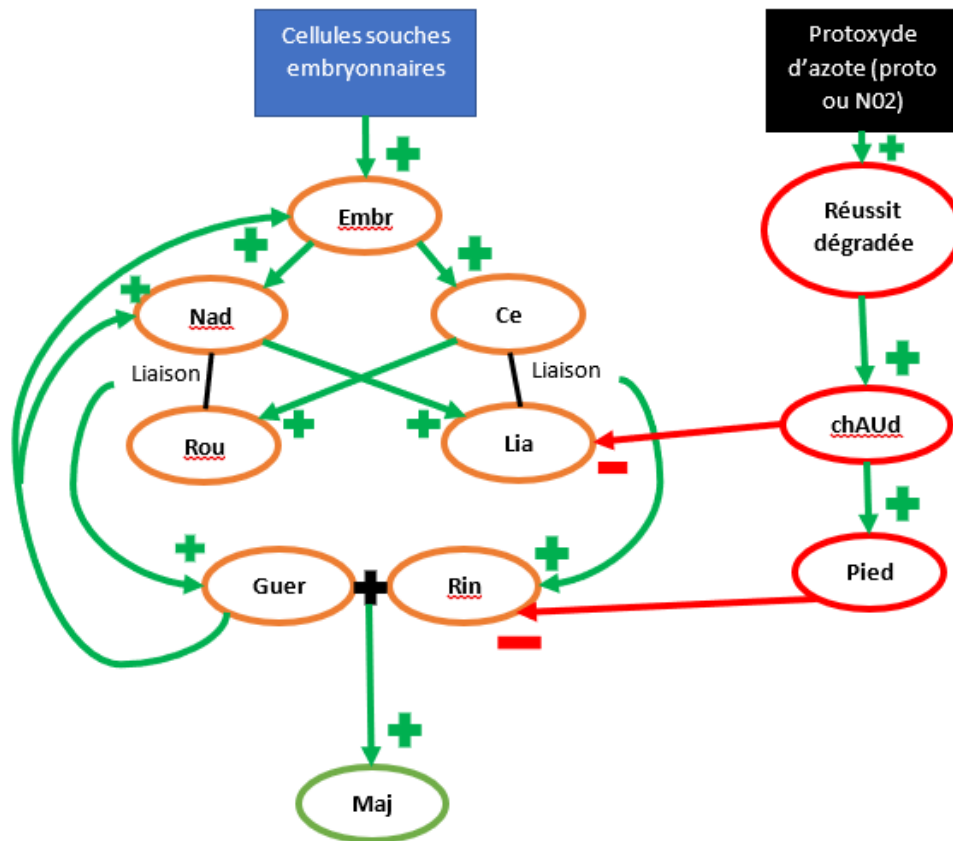 Cellules souches
embryonnaires
Protoxyde
d'azote (proto
ou N02)
Embr
Réussit
dégradée
Nad
Ce
Liaison
Liaison
Rou
Lia
chAUd
Guer
Rin
Pied
Maj